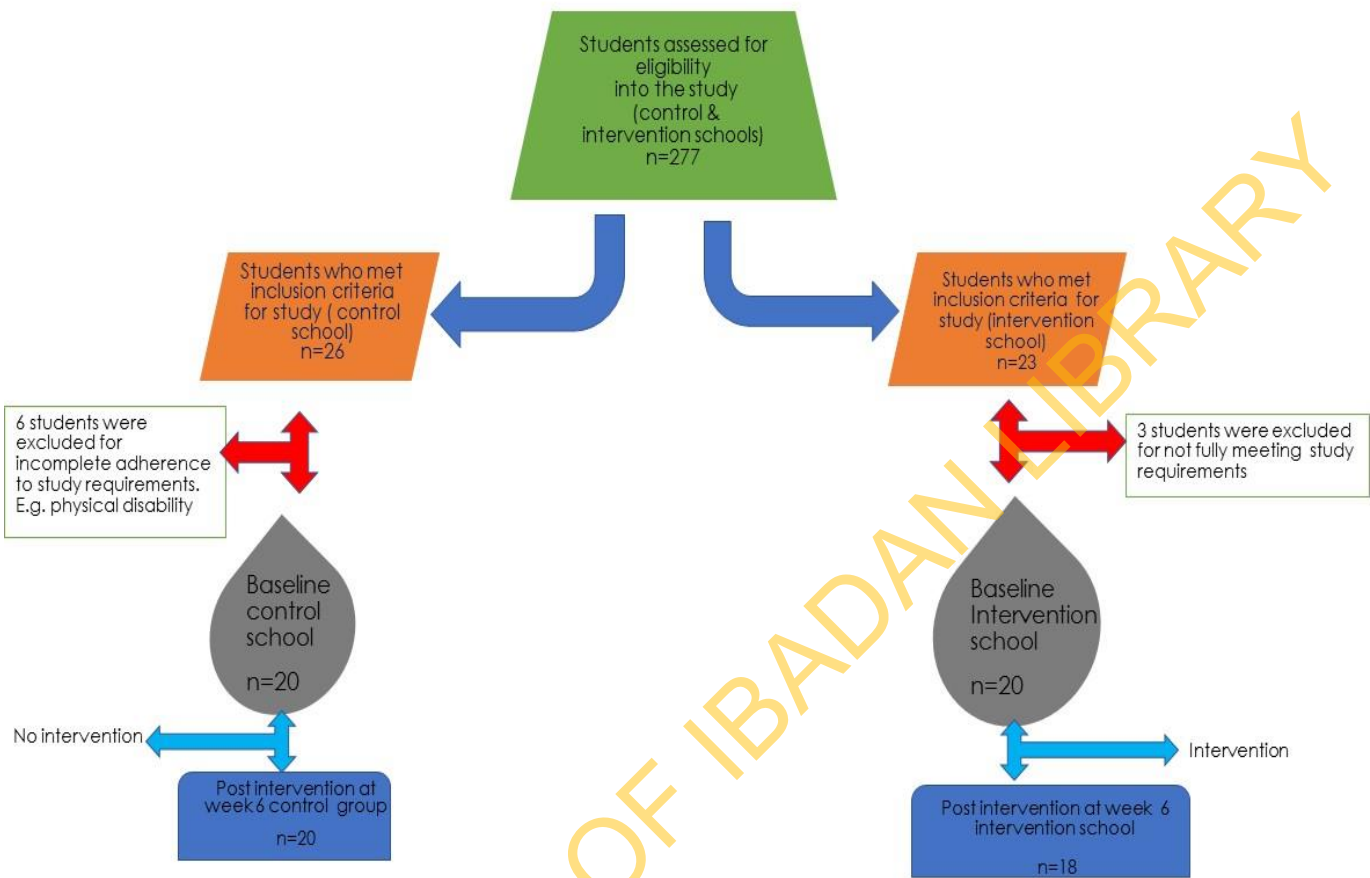 Students assessed for
eligibility
into the study
(control &
intervention schools)
n=277
Students who met
inclusion criteria
for study ( control
school)
n=26
Students who met
inclusion criteria for
study (intervention
school)
n=23
6 students were
excluded for
incomplete adherence
to study requirements.
E.g. physical disability
3 students were excluded
for not fully meeting study
requirements
Baseline
control
school
n=20
Baseline
Intervention
school
n=20
No intervention
Intervention
Post intervention at
week 6 control group
n=20
Post intervention at week 6
intervention school
n=18
OF IBADAN LIBRARY